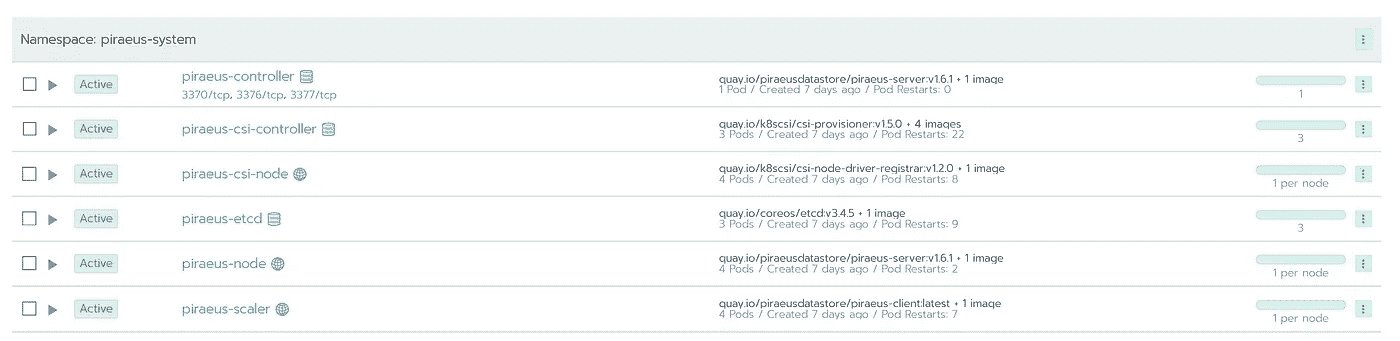 Namespace: piraeus-system
Active piraeus-controller quay.io/piraeusdatastore/piraeus-server:v1.6.1 + 1 image
3370/tcp, 3376/tcp, 3377/tcp 1 Pod / Created 7 days ago / Pod Restarts: 0 1
Active piraeus-csi-controller quay.io/k8scsi/csi-provisioner:v1.5.0 + 4 images
3 Pods / Created 7 days ago / Pod Restarts: 22 3
Active piraeus-csi-node quay.io/k8scsi/csi-node-driver-registrar:v1.2.0 + 1 image
4 Pods / Created 7 days ago / Pod Restarts: 8 1 per node
Active piraeus-etcd quay.io/coreos/etcd:v3.4.5 + 1 image
3 Pods / Created 7 days ago / Pod Restarts: 9 3
Active piraeus-node quay.io/piraeusdatastore/piraeus-server:v1.6.1 + 1 image
4 Pods / Created 7 days ago / Pod Restarts: 2 1 per node
Active piraeus-scaler quay.io/piraeusdatastore/piraeus-client:latest + 1 image
4 Pods / Created 7 days ago / Pod Restarts: 7 1 per node